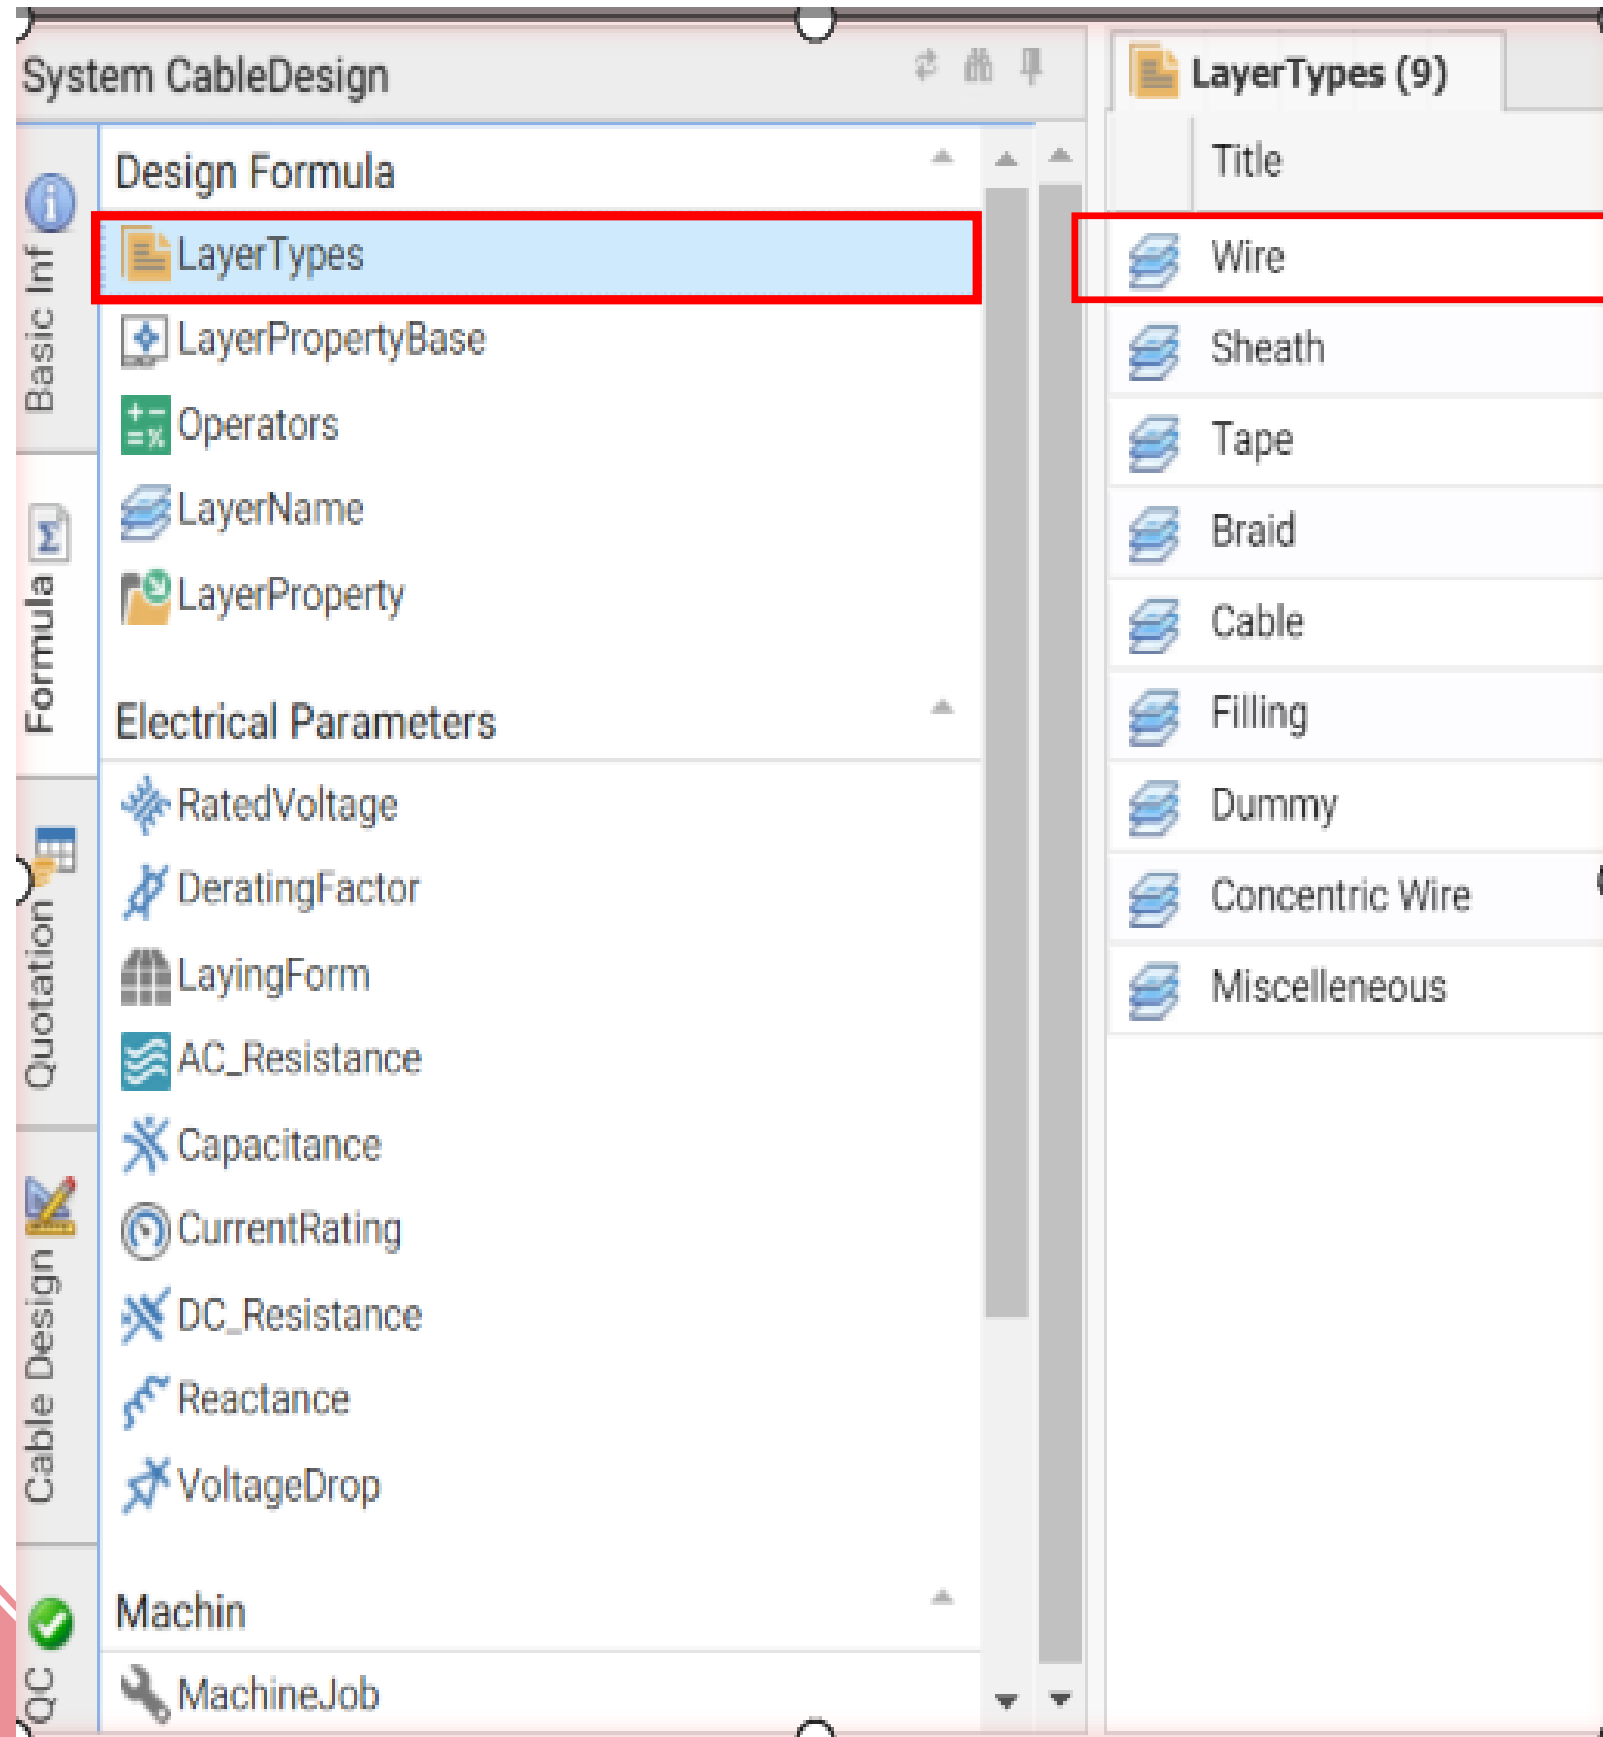 System CableDesign
Basic Inf
Formula
Quotation
Cable Design
QC
Design Formula
LayerTypes
LayerPropertyBase
Operators
LayerName
LayerProperty
Electrical Parameters
RatedVoltage
DeratingFactor
LayingForm
AC_Resistance
Capacitance
CurrentRating
DC_Resistance
Reactance
VoltageDrop
Machin
MachineJob
LayerTypes (9)
Title
Wire
Sheath
Tape
Braid
Cable
Filling
Dummy
Concentric Wire
Miscelleneous